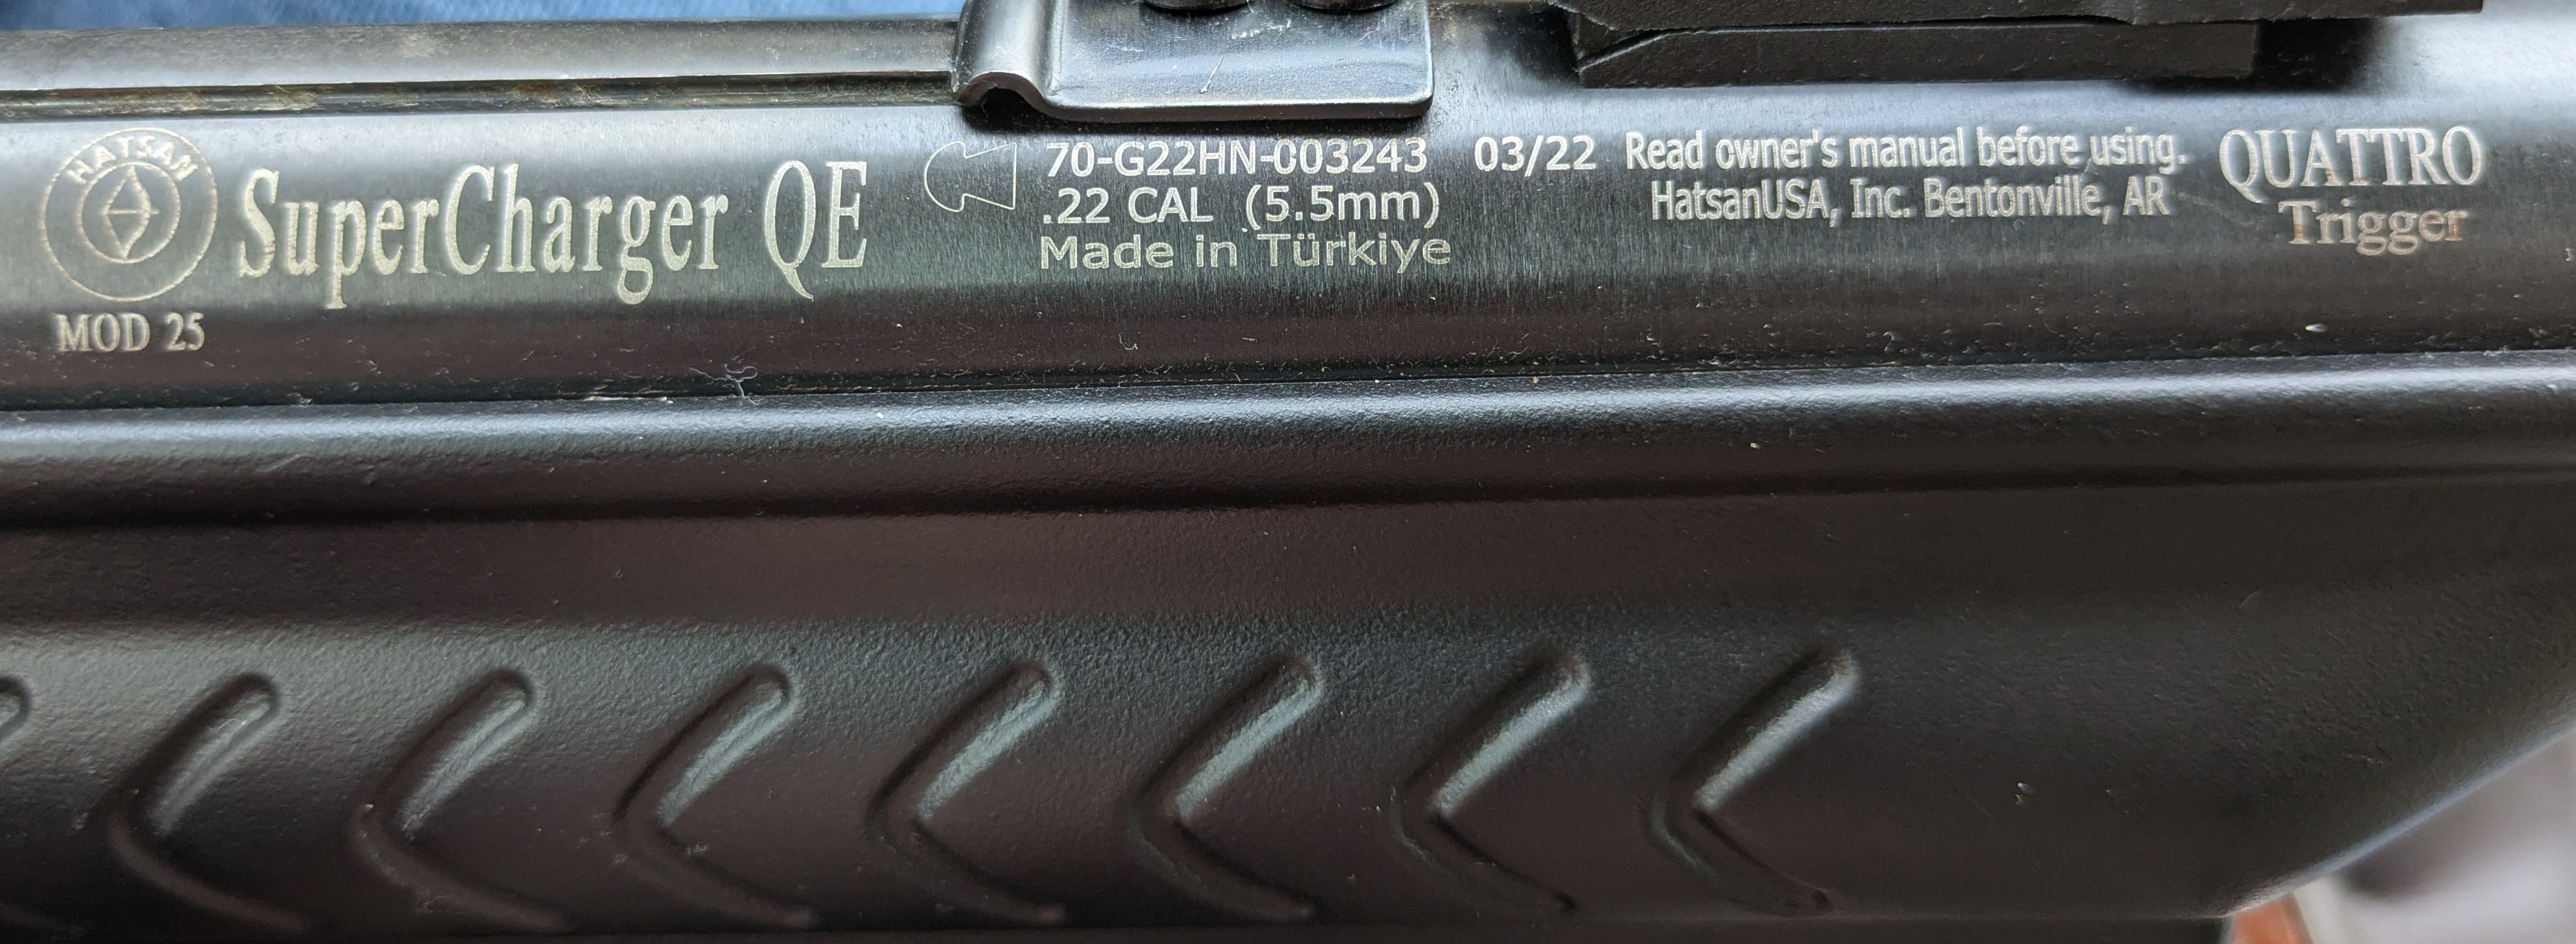 HATSAN
MOD 25
SuperCharger QE
70-G22HN-003243 03/22
.22 CAL (5.5mm)
Made in Türkiye
Read owner's manual before using.
HatsanUSA, Inc. Bentonville, AR
QUATTRO
Trigger